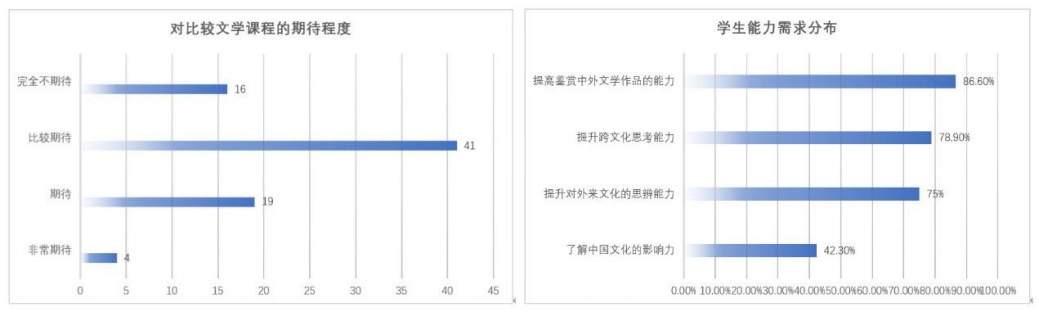 对比较文学课程的期待程度
完全不期待 16
比较期待 41
期待 19
非常期待 4
0 5 10 15 20 25 30 35 40 45
学生能力需求分布
提高鉴赏中外文学作品的能力 86.60%
提升跨文化思考能力 78.90%
提升对外来文化的思辨能力 75%
了解中国文化的影响力 42.30%
0.00% 10.00%20.00%30.00%40.00%50.00%60.00%70.00%80.00%90.00%100.00%